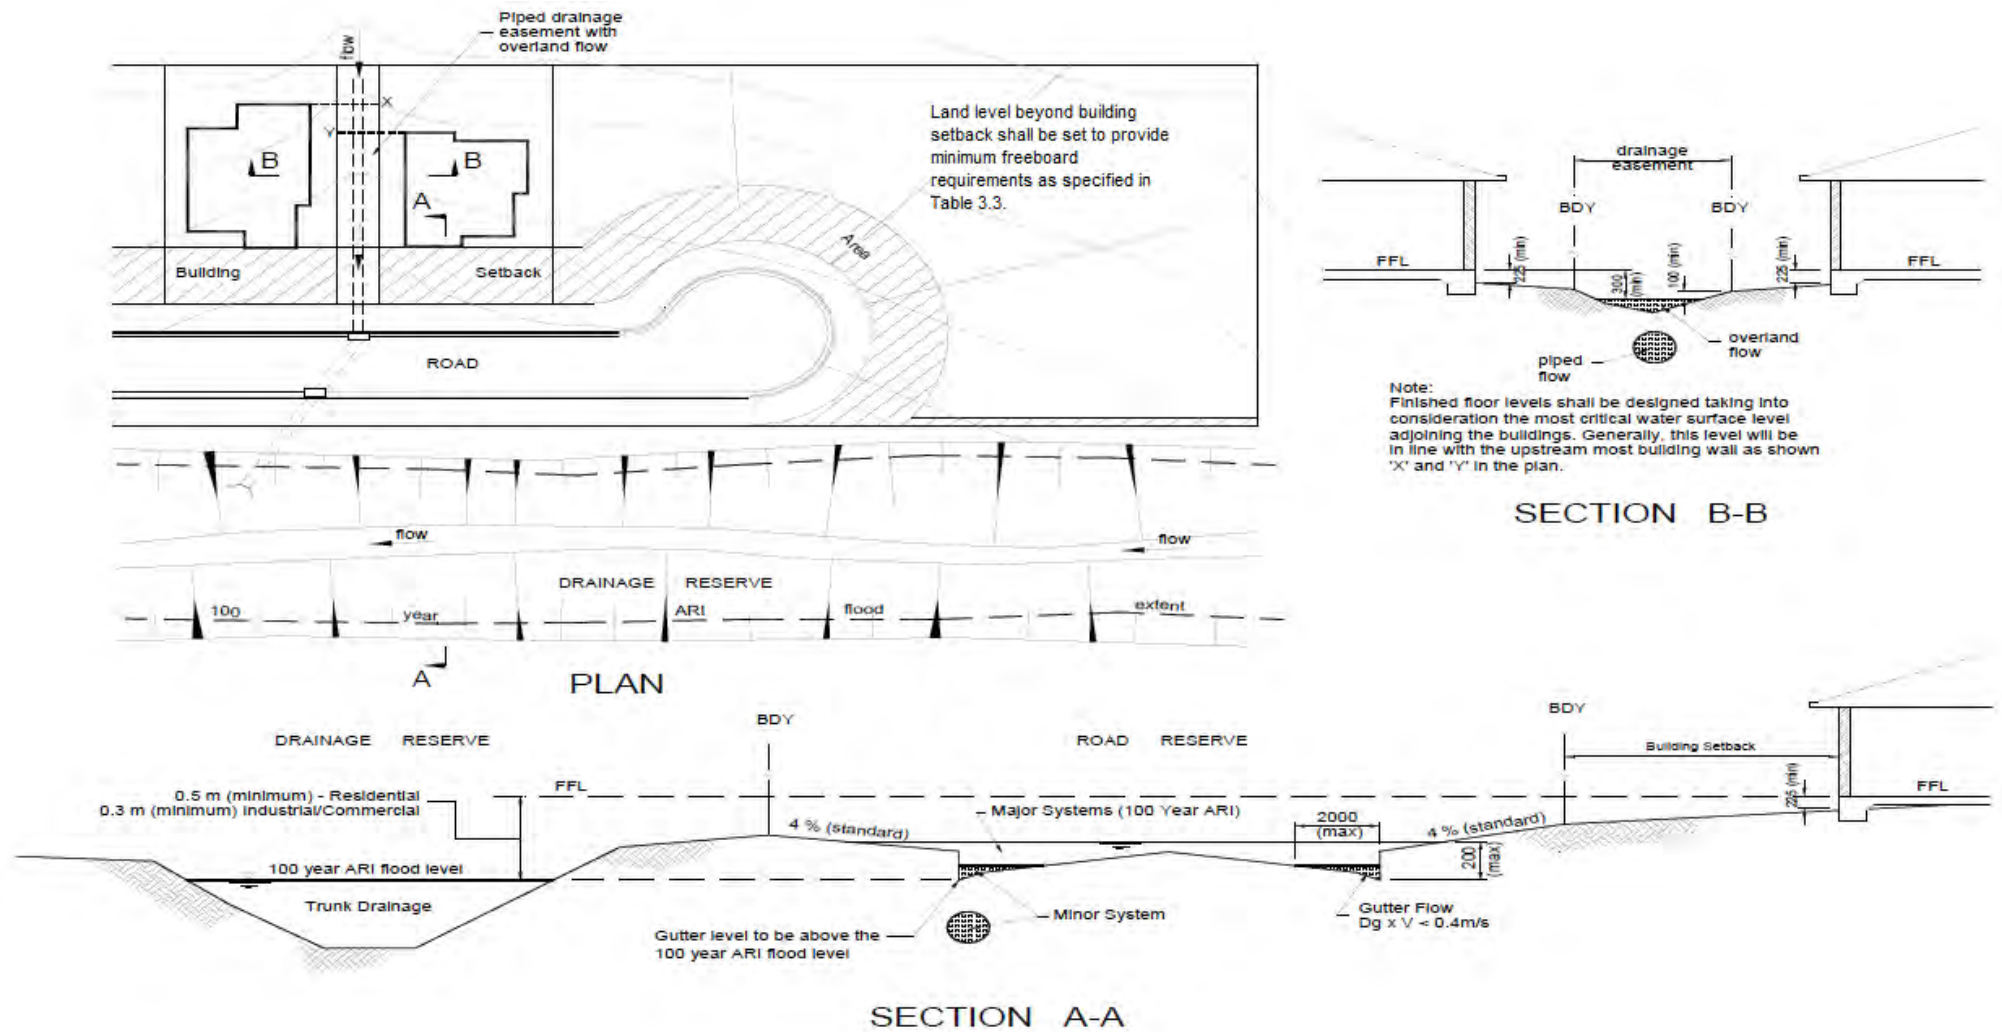 Piped drainage
easement with
overland flow
flow
X
Y
B
B
A
Land level beyond building
setback shall be set to provide
minimum freeboard
requirements as specified in
Table 3.3.
Area
Building
Setback
ROAD
flow
flow
DRAINAGE RESERVE
100 year ARI flood extent
A
PLAN
drainage
easement
BDY
BDY
FFL
225 (min)
300
(min)
100 (min)
225 (min)
FFL
overland
flow
piped
flow
Note:
Finished floor levels shall be designed taking into
consideration the most critical water surface level
adjoining the buildings. Generally, this level will be
in line with the upstream most building wall as shown
'X' and 'Y' in the plan.
SECTION B-B
DRAINAGE RESERVE
BDY
ROAD RESERVE
BDY
Building Setback
FFL
0.5 m (minimum) - Residential
0.3 m (minimum) Industrial/Commercial
4 % (standard)
Major Systems (100 Year ARI)
2000
(max)
4 % (standard)
225 (min)
FFL
200
(max)
100 year ARI flood level
Trunk Drainage
Gutter level to be above the
100 year ARI flood level
Minor System
Gutter Flow
Dg x V < 0.4m/s
SECTION A-A